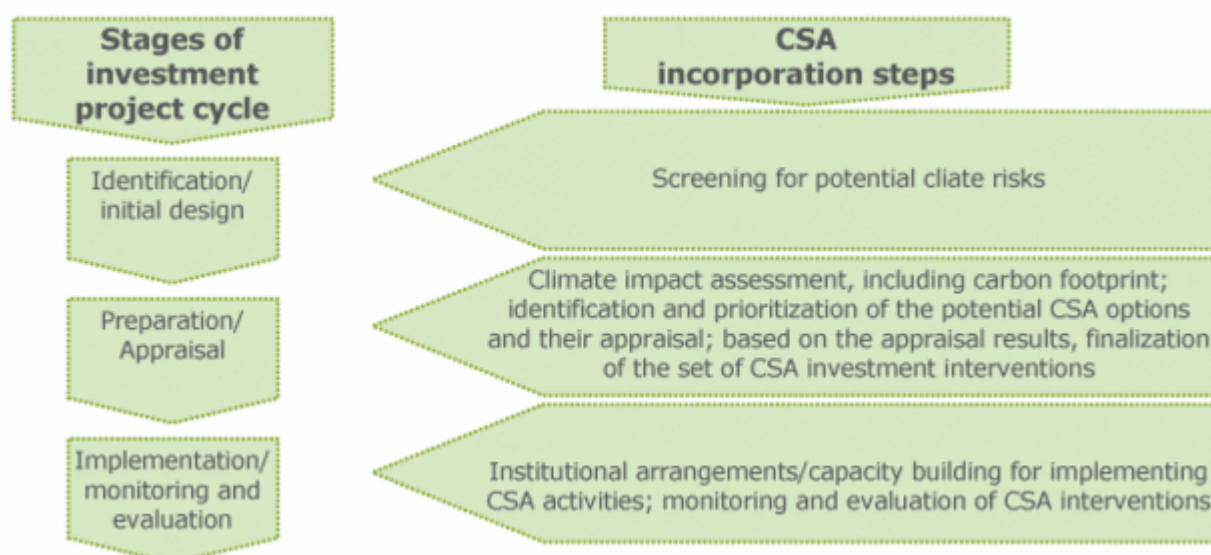 Stages of
investment
project cycle
CSA
incorporation steps
Identification/
initial design
Screening for potential cliate risks
Preparation/
Appraisal
Climate impact assessment, including carbon footprint;
identification and prioritization of the potential CSA options
and their appraisal; based on the appraisal results, finalization
of the set of CSA investment interventions
Implementation/
monitoring and
evaluation
Institutional arrangements/capacity building for implementing
CSA activities; monitoring and evaluation of CSA interventions